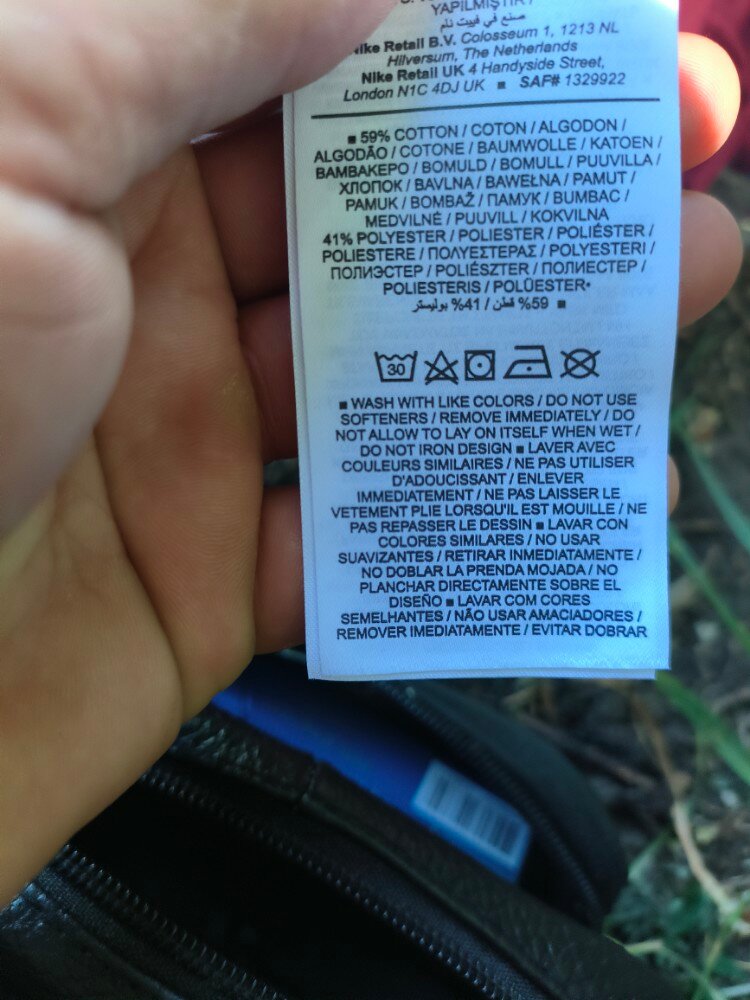 YAPILMIŞTIR /
صنع في فييت نام
Nike Retail B.V. Colosseum 1, 1213 NL
Hilversum, The Netherlands
Nike Retail UK 4 Handyside Street,
London N1C 4DJ UK ■ SAF# 1329922
■ 59% COTTON / COTON / ALGODON /
ALGODÃO / COTONE / BAUMWOLLE / KATOEN /
ΒΑΜΒΑΚΕΡΟ / BOMULD / BOMULL / PUUVILLA /
ХЛОПОК / BAVLNA / BAWEŁNA / PAMUT /
PAMUK / BOMBAŽ / ПАМУК / BUMBAC /
MEDVILNĖ / PUUVILL / KOKVILNA
41% POLYESTER / POLIESTER / POLIÉSTER /
POLIESTERE / ΠΟΛΥΕΣΤΕΡΑΣ / POLYESTERI /
ПОЛИЭСТЕР / POLIÉSZTER / ПОЛИЕСТЕР /
POLIESTERIS / POLÜESTER*
59% قطن / 41% بوليستر ■
30
■ WASH WITH LIKE COLORS / DO NOT USE
SOFTENERS / REMOVE IMMEDIATELY / DO
NOT ALLOW TO LAY ON ITSELF WHEN WET /
DO NOT IRON DESIGN ■ LAVER AVEC
COULEURS SIMILAIRES / NE PAS UTILISER
D'ADOUCISSANT / ENLEVER
IMMEDIATEMENT / NE PAS LAISSER LE
VETEMENT PLIE LORSQU'IL EST MOUILLE / NE
PAS REPASSER LE DESSIN ■ LAVAR CON
COLORES SIMILARES / NO USAR
SUAVIZANTES / RETIRAR INMEDIATAMENTE /
NO DOBLAR LA PRENDA MOJADA / NO
PLANCHAR DIRECTAMENTE SOBRE EL
DISEÑO ■ LAVAR COM CORES
SEMELHANTES / NÃO USAR AMACIADORES /
REMOVER IMEDIATAMENTE / EVITAR DOBRAR